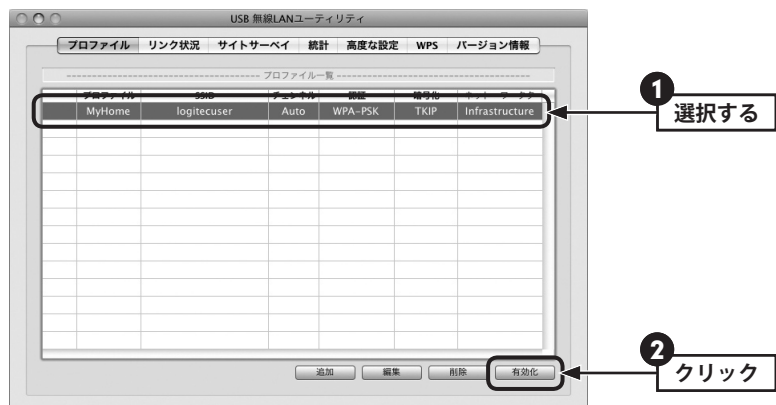 USB 無線LANユーティリティ
プロファイル リンク状況 サイトサーベイ 統計 高度な設定 WPS バージョン情報
プロファイル一覧
プロファイル SSID チャンネル 認証 暗号化 ネットワークタ
MyHome logitecuser Auto WPA-PSK TKIP Infrastructure
1
選択する
追加 編集 削除 有効化
2
クリック